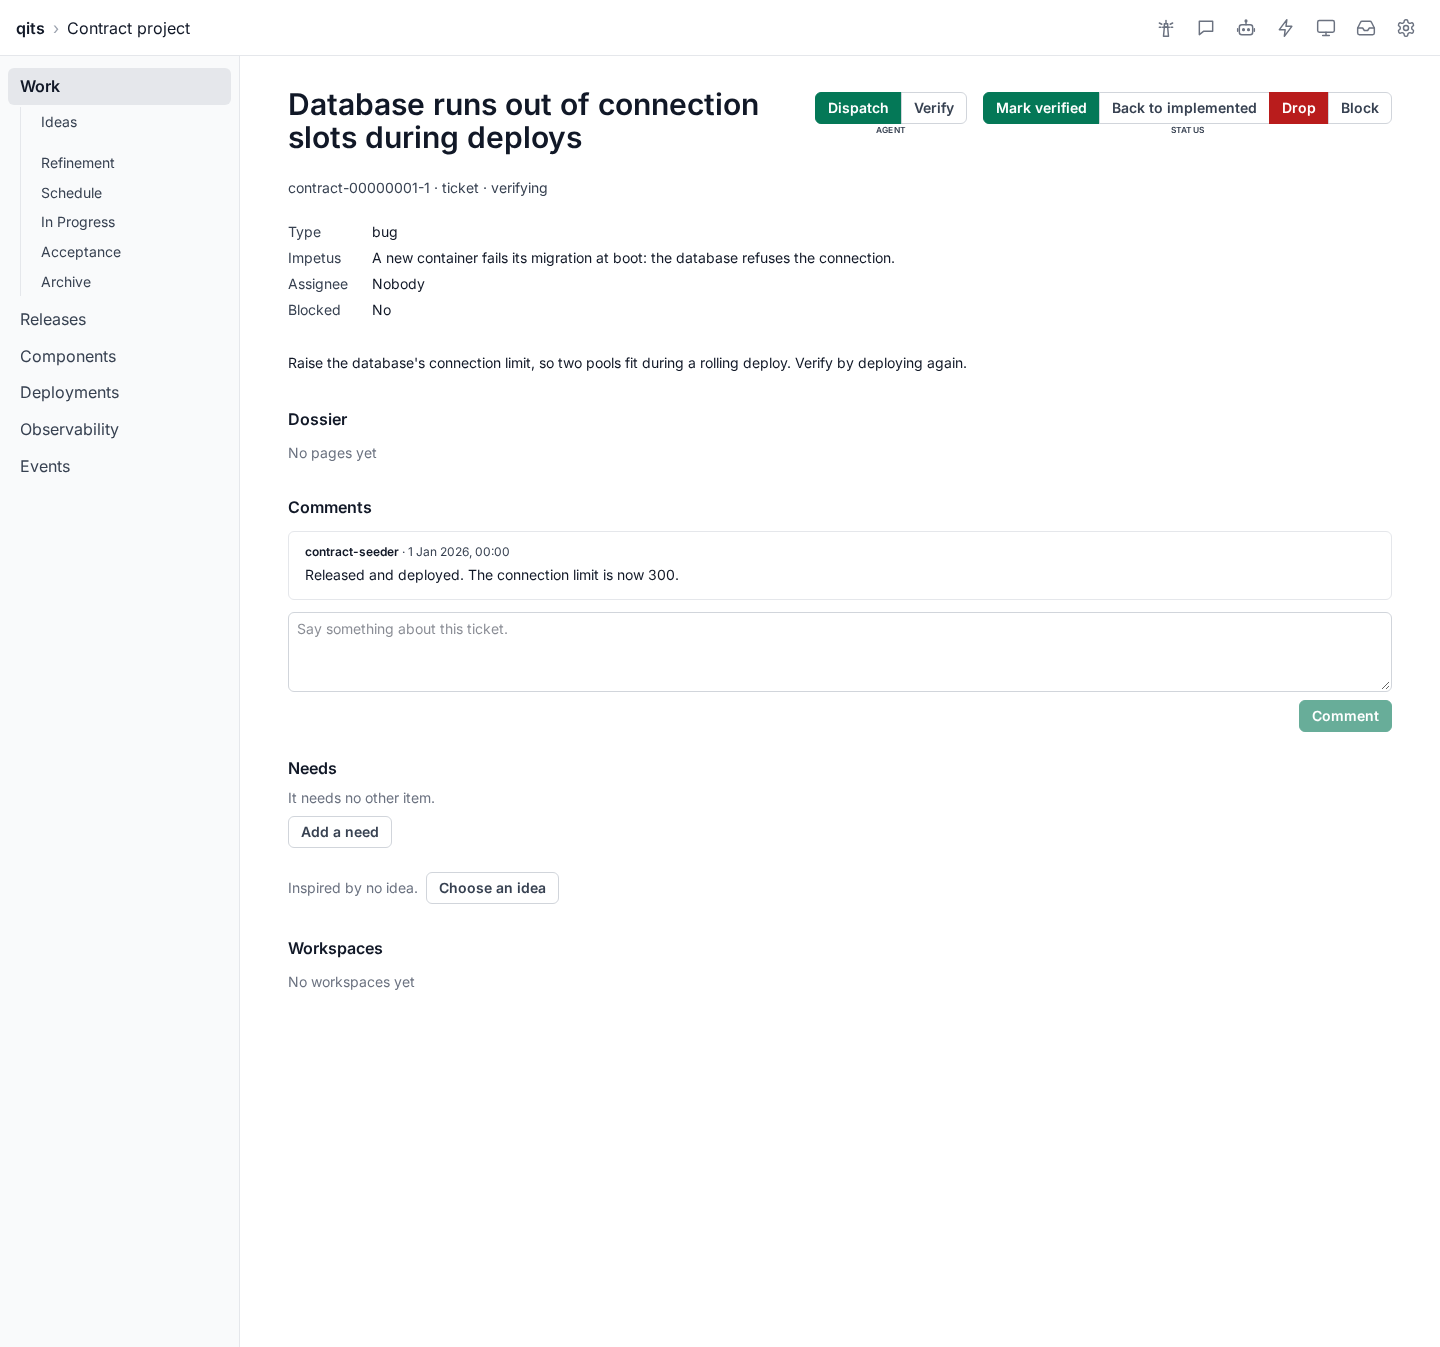 qits › Contract project
Work
Ideas
Refinement
Schedule
In Progress
Acceptance
Archive
Releases
Components
Deployments
Observability
Events
Database runs out of connection
slots during deploys
Dispatch Verify
AGENT
Mark verified Back to implemented Drop Block
STATUS
contract-00000001-1 · ticket · verifying
Type bug
Impetus A new container fails its migration at boot: the database refuses the connection.
Assignee Nobody
Blocked No
Raise the database's connection limit, so two pools fit during a rolling deploy. Verify by deploying again.
Dossier
No pages yet
Comments
contract-seeder · 1 Jan 2026, 00:00
Released and deployed. The connection limit is now 300.
Say something about this ticket.
Comment
Needs
It needs no other item.
Add a need
Inspired by no idea. Choose an idea
Workspaces
No workspaces yet